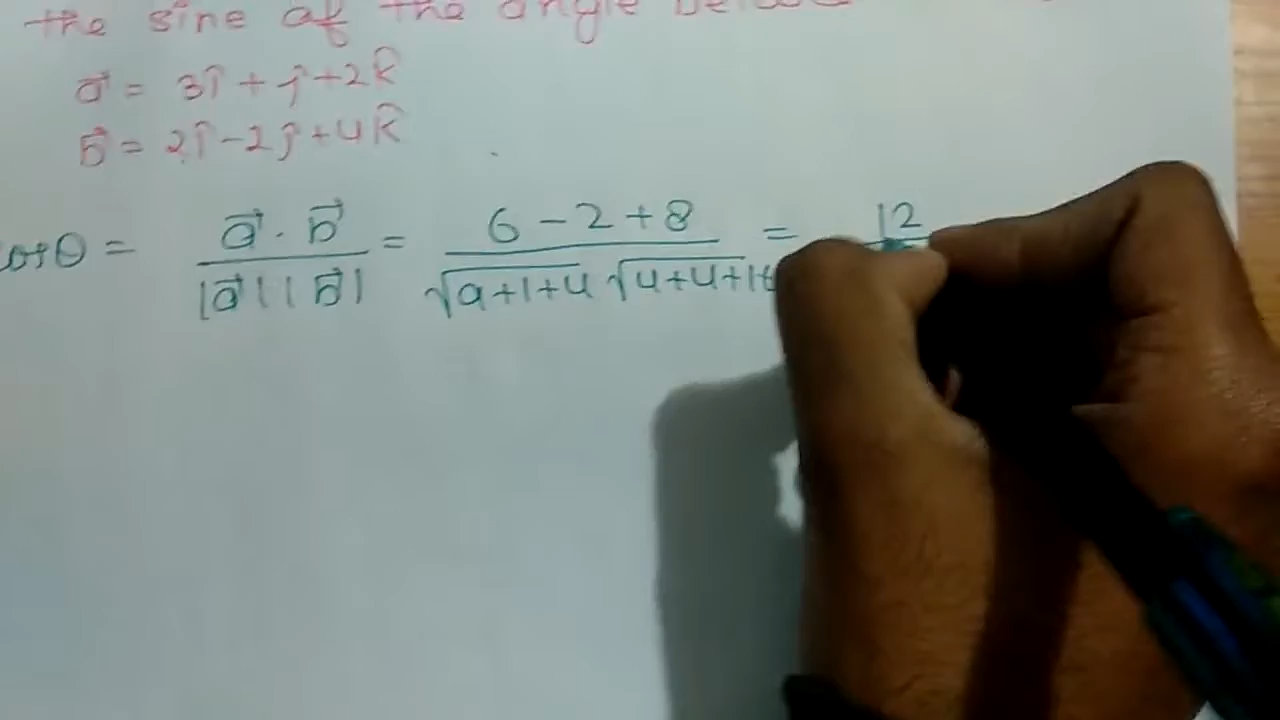 the sine of the angle
a⃗ = 3î + ĵ + 2k̂
b⃗ = 2î - 2ĵ + 4k̂
cosθ = a⃗ · b⃗ / |a⃗| |b⃗| = 6 - 2 + 8 / √9+1+4 √4+4+16 = 12